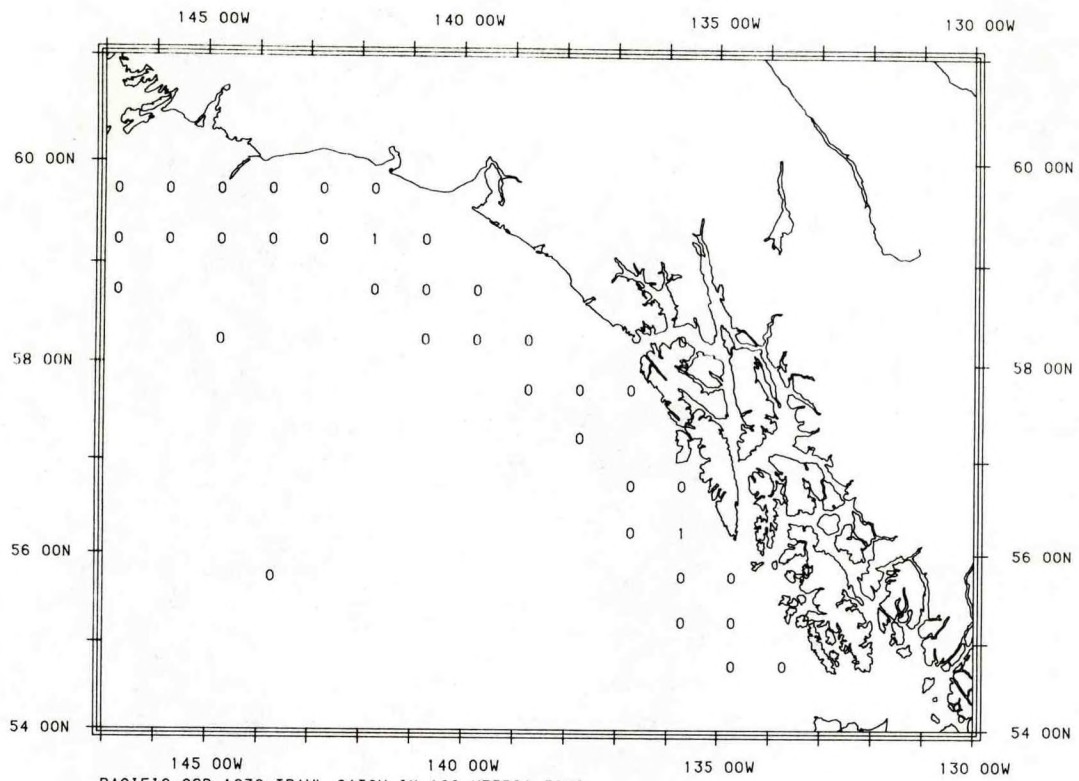 145 00W 140 00W 135 00W 130 00W
60 00N 60 00N
0 0 0 0 0 0
0 0 0 0 0 1 0
0 0 0 0
0 0 0 0
58 00N 58 00N
0 0 0
0
0 0
0 1
56 00N 56 00N
0 0 0
0 0
0 0
54 00N 54 00N
145 00W 140 00W 135 00W